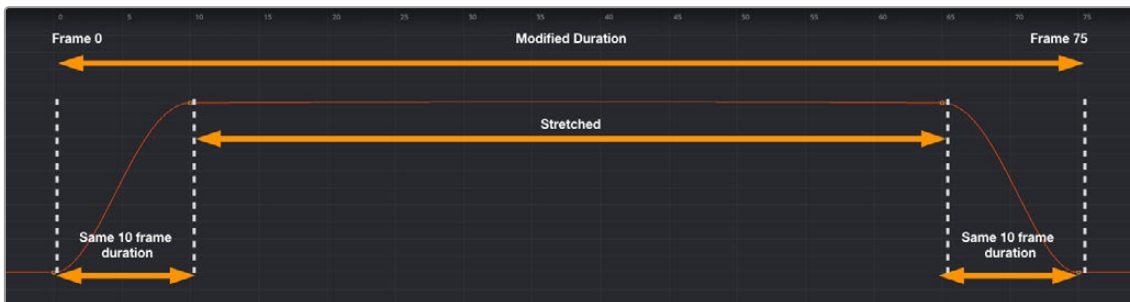 0 5 10 15 20 25 30 35 40 45 50 55 60 65 70 75
Frame 0 Modified Duration Frame 75
Stretched
Same 10 frame
duration
Same 10 frame
duration